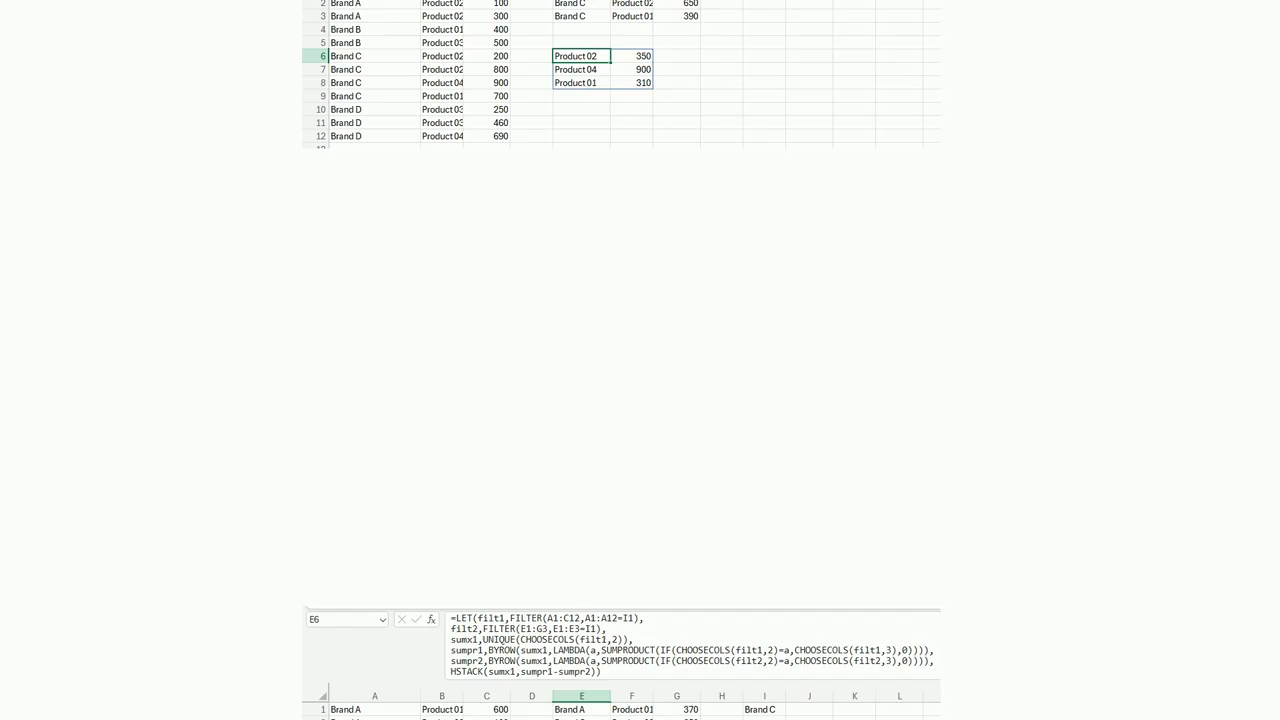 2 Brand A Product 02 100 Brand C Product 02 650
3 Brand A Product 02 300 Brand C Product 01 390
4 Brand B Product 01 400
5 Brand B Product 03 500
6 Brand C Product 02 200 Product 02 350
7 Brand C Product 02 800 Product 04 900
8 Brand C Product 04 900 Product 01 310
9 Brand C Product 01 700
10 Brand D Product 03 250
11 Brand D Product 03 460
12 Brand D Product 04 690
E6 fx =LET(filt1,FILTER(A1:C12,A1:A12=I1),
filt2,FILTER(E1:G3,E1:E3=I1),
sumx1,UNIQUE(CHOOSECOLS(filt1,2)),
sumpr1,BYROW(sumx1,LAMBDA(a,SUMPRODUCT(IF(CHOOSECOLS(filt1,2)=a,CHOOSECOLS(filt1,3),0)))),
sumpr2,BYROW(sumx1,LAMBDA(a,SUMPRODUCT(IF(CHOOSECOLS(filt2,2)=a,CHOOSECOLS(filt2,3),0)))),
HSTACK(sumx1,sumpr1-sumpr2))
A B C D E F G H I J K L
1 Brand A Product 01 600 Brand A Product 01 370 Brand C